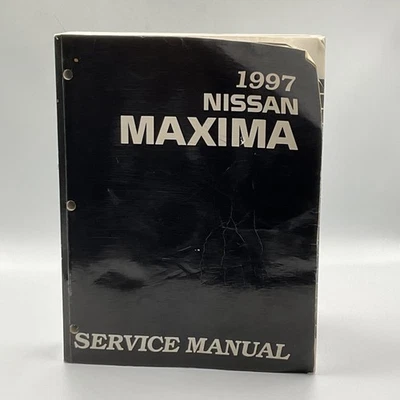 1997
NISSAN
MAXIMA
SERVICE MANUAL